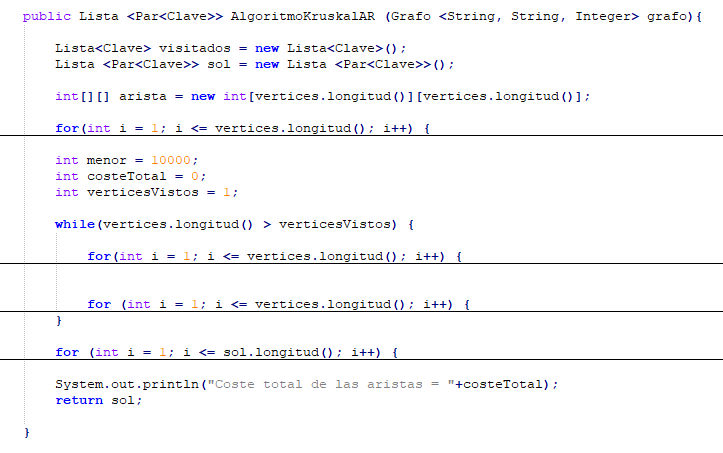 public Lista <Par<Clave>> AlgoritmoKruskalAR (Grafo <String, String, Integer> grafo){
Lista<Clave> visitados = new Lista<Clave>();
Lista <Par<Clave>> sol = new Lista <Par<Clave>>();
int[][] arista = new int[vertices.longitud()][vertices.longitud()];
for(int i = 1; i <= vertices.longitud(); i++) {
int menor = 10000;
int costeTotal = 0;
int verticesVistos = 1;
while(vertices.longitud() > verticesVistos) {
for(int i = 1; i <= vertices.longitud(); i++) {
for (int i = 1; i <= vertices.longitud(); i++) {
}
for (int i = 1; i <= sol.longitud(); i++) {
System.out.println("Coste total de las aristas = "+costeTotal);
return sol;
}